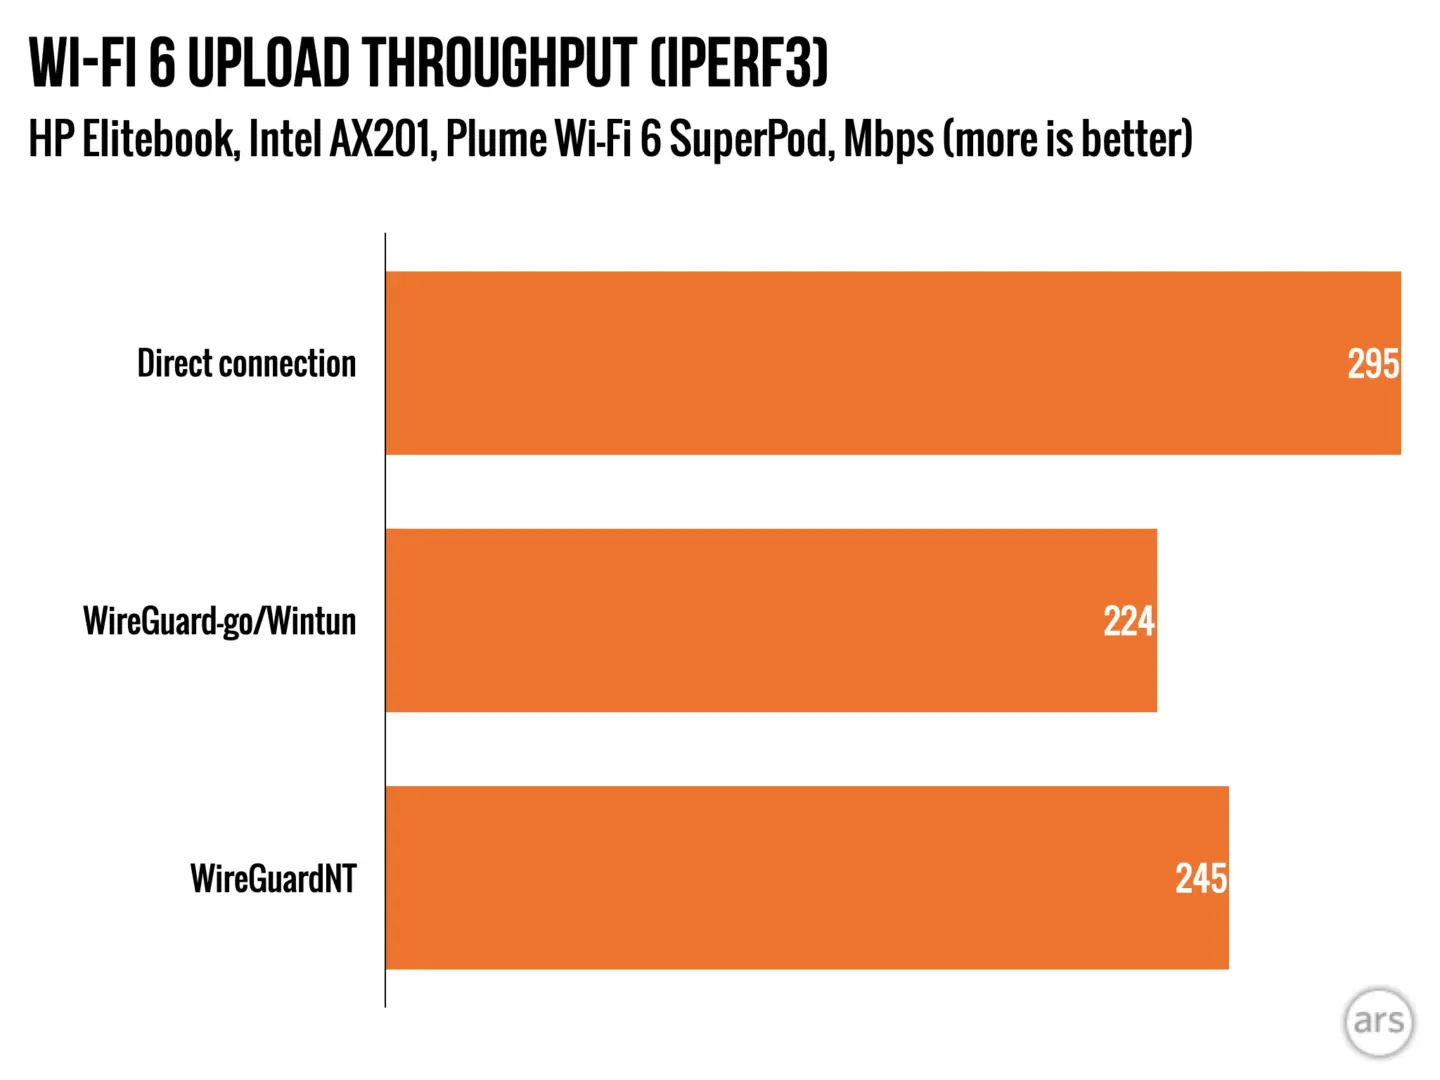 WI-FI 6 UPLOAD THROUGHPUT (IPERF3)
HP Elitebook, Intel AX201, Plume Wi-Fi 6 SuperPod, Mbps (more is better)
Direct connection
295
WireGuard-go/Wintun
224
WireGuardNT
245
ars